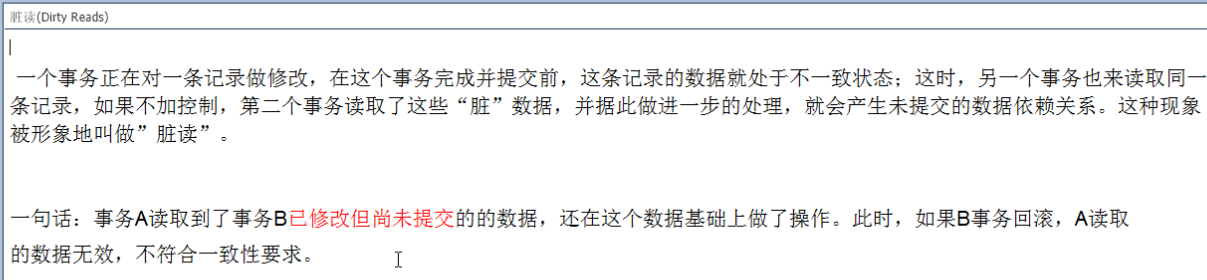 脏读(Dirty Reads)
一个事务正在对一条记录做修改，在这个事务完成并提交前，这条记录的数据就处于不一致状态；这时，另一个事务也来读取同一
条记录，如果不加控制，第二个事务读取了这些“脏”数据，并据此做进一步的处理，就会产生未提交的数据依赖关系。这种现象
被形象地叫做”脏读”。
一句话：事务A读取到了事务B已修改但尚未提交的的数据，还在这个数据基础上做了操作。此时，如果B事务回滚，A读取
的数据无效，不符合一致性要求。